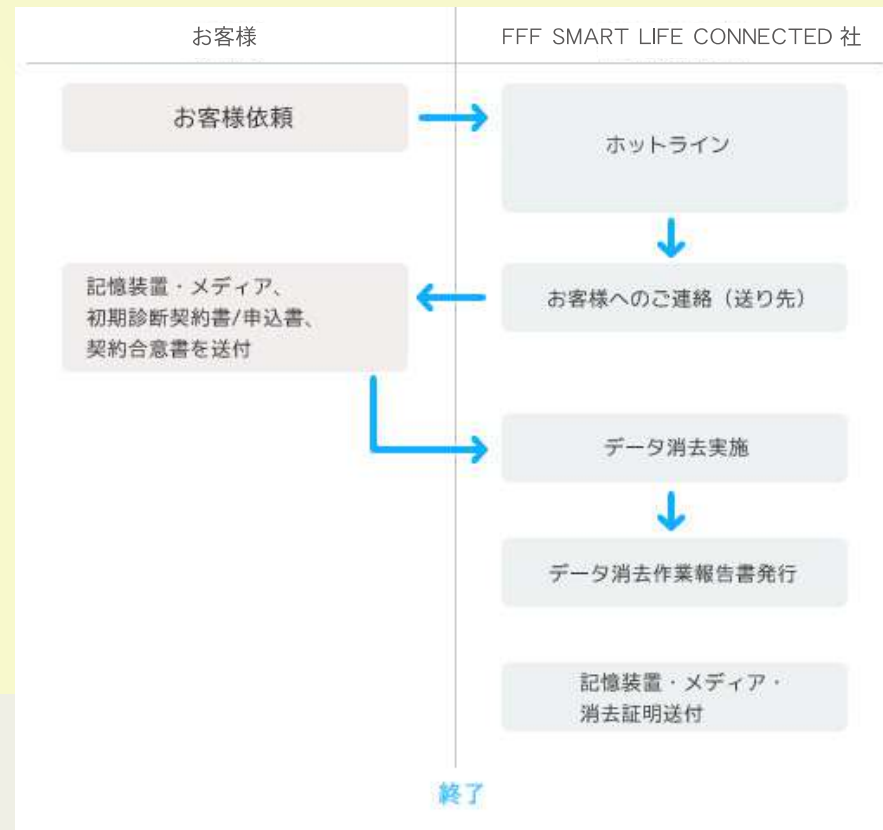 お客様
FFF SMART LIFE CONNECTED 社
お客様依頼
ホットライン
お客様へのご連絡（送り先）
記憶装置・メディア、
初期診断契約書/申込書、
契約合意書を送付
データ消去実施
データ消去作業報告書発行
記憶装置・メディア・
消去証明送付
終了